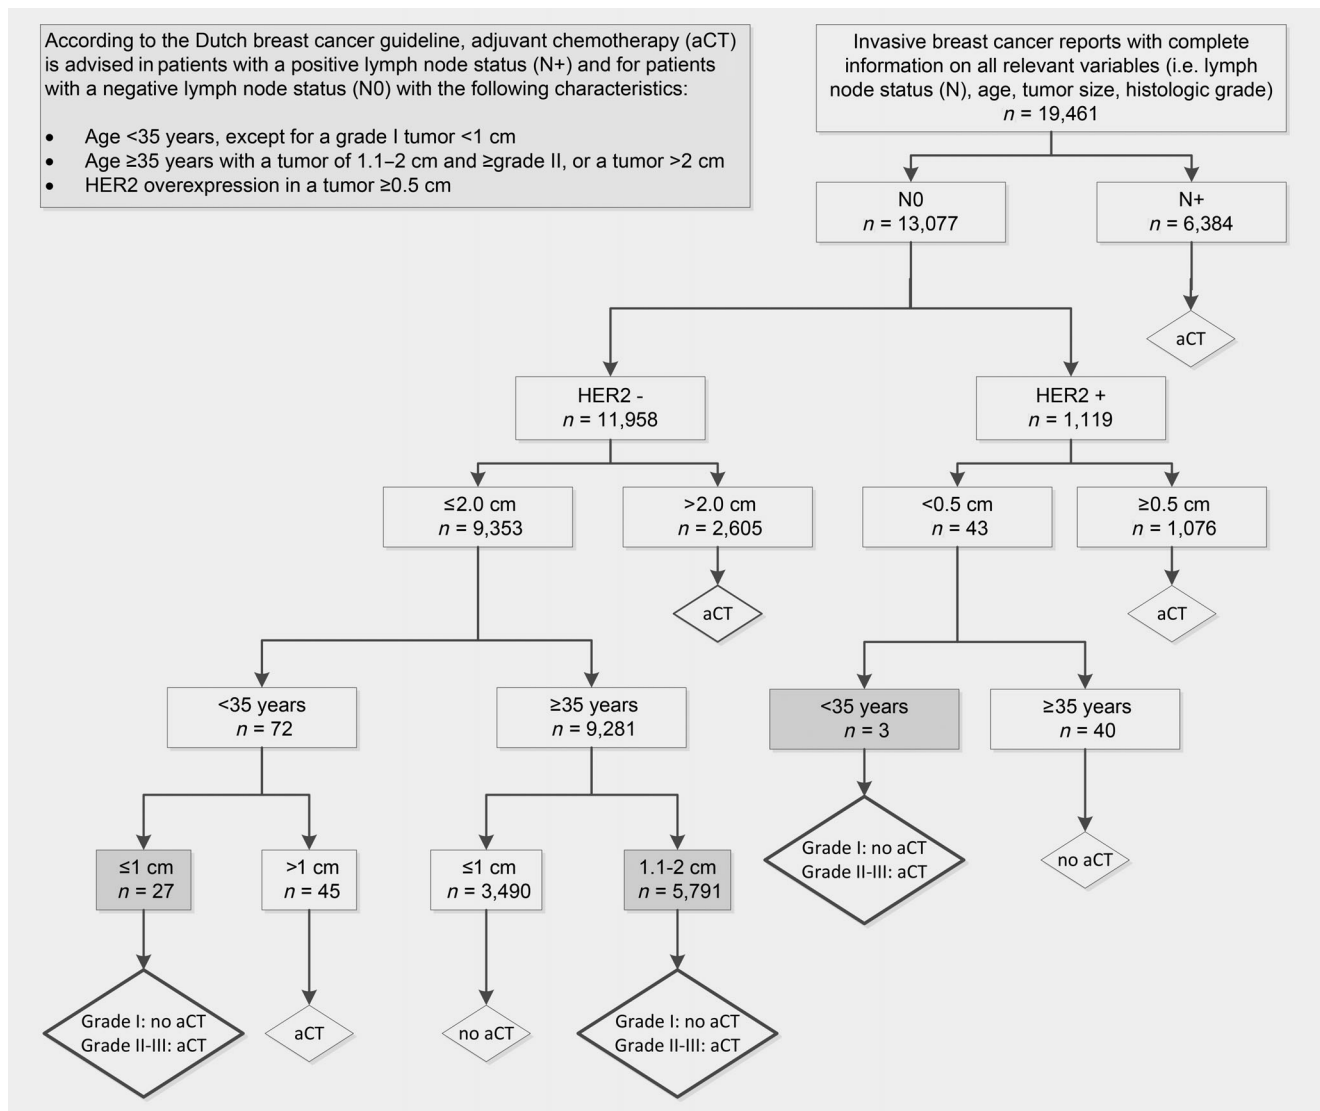 According to the Dutch breast cancer guideline, adjuvant chemotherapy (aCT)
is advised in patients with a positive lymph node status (N+) and for patients
with a negative lymph node status (N0) with the following characteristics:
• Age <35 years, except for a grade I tumor <1 cm
• Age ≥35 years with a tumor of 1.1–2 cm and ≥grade II, or a tumor >2 cm
• HER2 overexpression in a tumor ≥0.5 cm
Invasive breast cancer reports with complete
information on all relevant variables (i.e. lymph
node status (N), age, tumor size, histologic grade)
n = 19,461
N0
n = 13,077
N+
n = 6,384
aCT
HER2 -
n = 11,958
HER2 +
n = 1,119
≤2.0 cm
n = 9,353
>2.0 cm
n = 2,605
<0.5 cm
n = 43
≥0.5 cm
n = 1,076
aCT
aCT
<35 years
n = 72
≥35 years
n = 9,281
<35 years
n = 3
≥35 years
n = 40
Grade I: no aCT
Grade II-III: aCT
no aCT
≤1 cm
n = 27
>1 cm
n = 45
≤1 cm
n = 3,490
1.1-2 cm
n = 5,791
Grade I: no aCT
Grade II-III: aCT
aCT
no aCT
Grade I: no aCT
Grade II-III: aCT